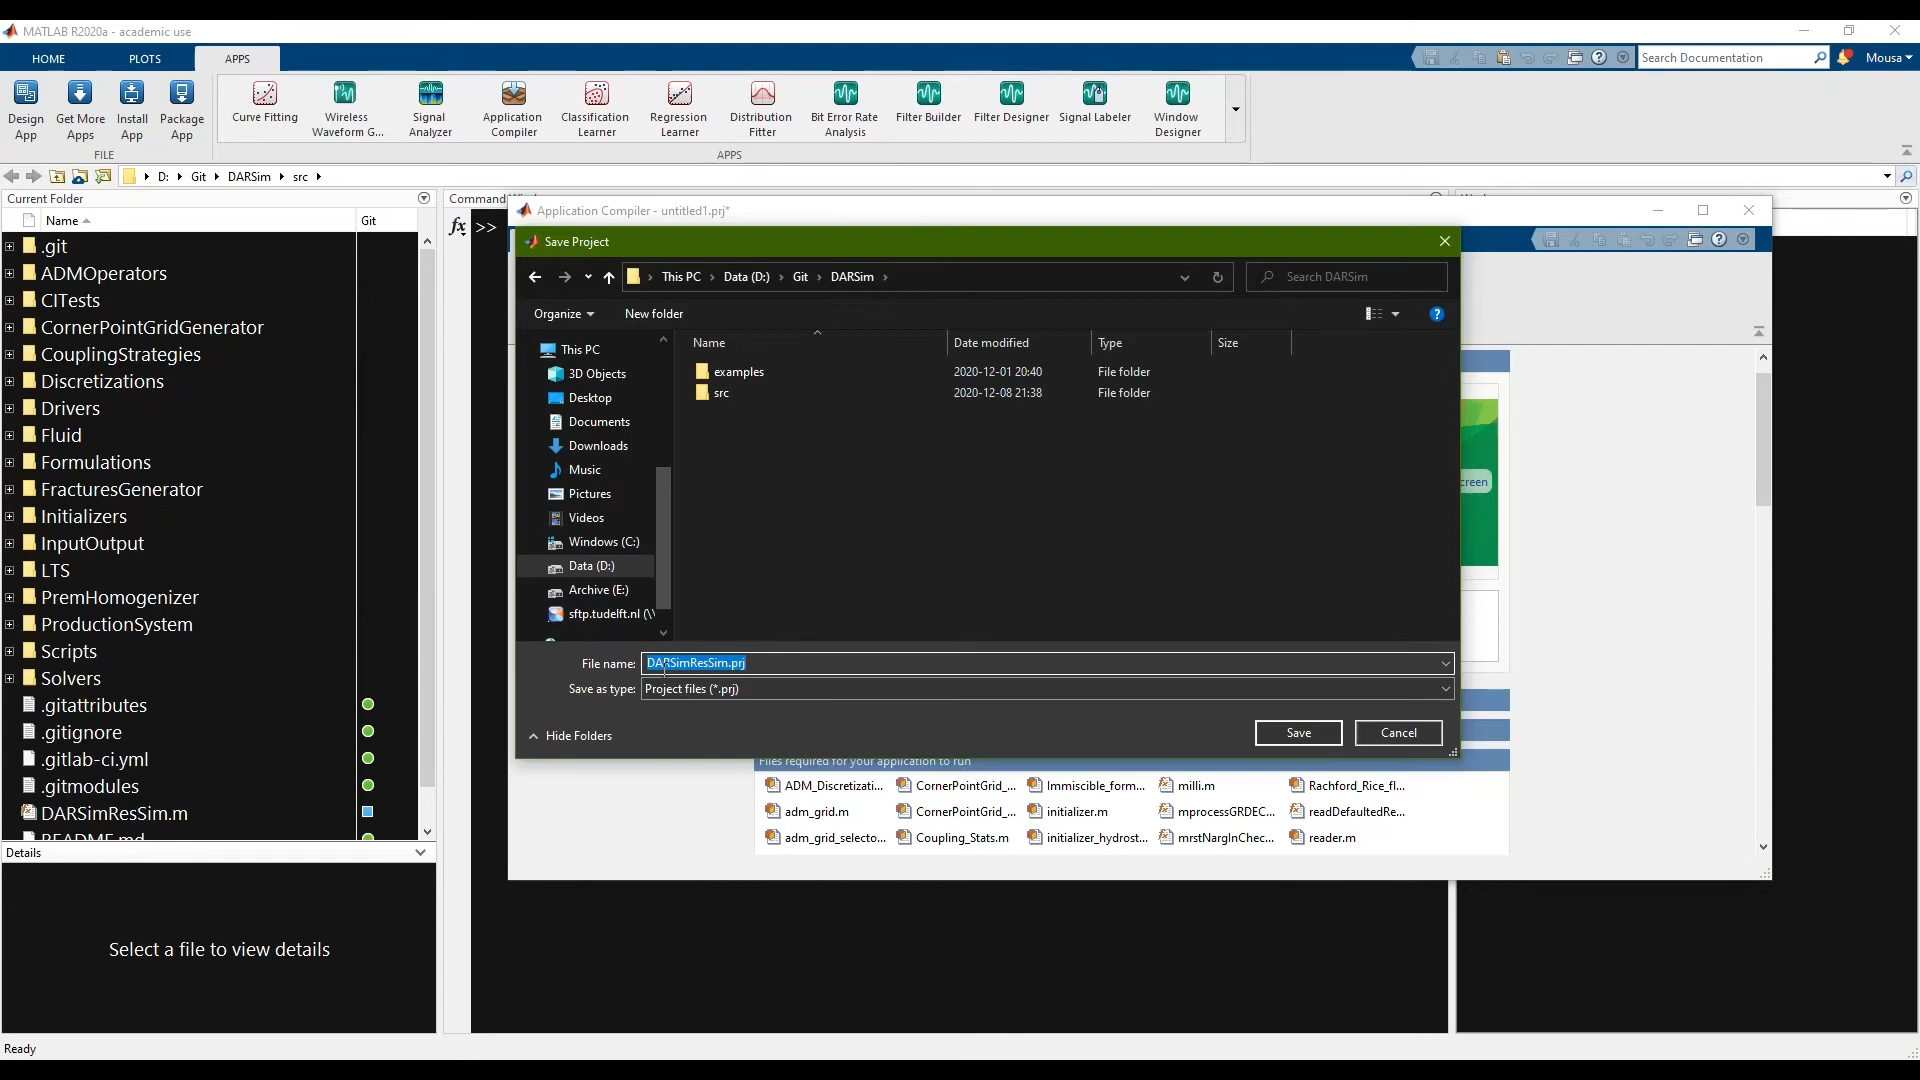 MATLAB R2020a - academic use
HOME PLOTS APPS
Search Documentation
Mousa
Design App
Get More Apps
Install App
Package App
Curve Fitting
Wireless Waveform G...
Signal Analyzer
Application Compiler
Classification Learner
Regression Learner
Distribution Fitter
Bit Error Rate Analysis
Filter Builder
Filter Designer
Signal Labeler
Window Designer
FILE
APPS
D: Git DARSim src
Current Folder
Name Git
.git
ADMOperators
CITests
CornerPointGridGenerator
CouplingStrategies
Discretizations
Drivers
Fluid
Formulations
FracturesGenerator
Initializers
InputOutput
LTS
PremHomogenizer
ProductionSystem
Scripts
Solvers
.gitattributes
.gitignore
.gitlab-ci.yml
.gitmodules
DARSimResSim.m
README.md
Details
Select a file to view details
Ready
Command
fx >>
Application Compiler - untitled1.prj*
Save Project
This PC Data (D:) Git DARSim
Search DARSim
Organize New folder
This PC
3D Objects
Desktop
Documents
Downloads
Music
Pictures
Videos
Windows (C:)
Data (D:)
Archive (E:)
sftp.tudelft.nl (\\
Name Date modified Type Size
examples 2020-12-01 20:40 File folder
src 2020-12-08 21:38 File folder
File name: DARSimResSim.prj
Save as type: Project files (*.prj)
Hide Folders Save Cancel
creen
Files required for your application to run
ADM_Discretizati... CornerPointGrid_... Immiscible_form... milli.m Rachford_Rice_fl...
adm_grid.m CornerPointGrid_... initializer.m mprocessGRDEC... readDefaultedRe...
adm_grid_selecto... Coupling_Stats.m initializer_hydrost... mrstNargInChec... reader.m